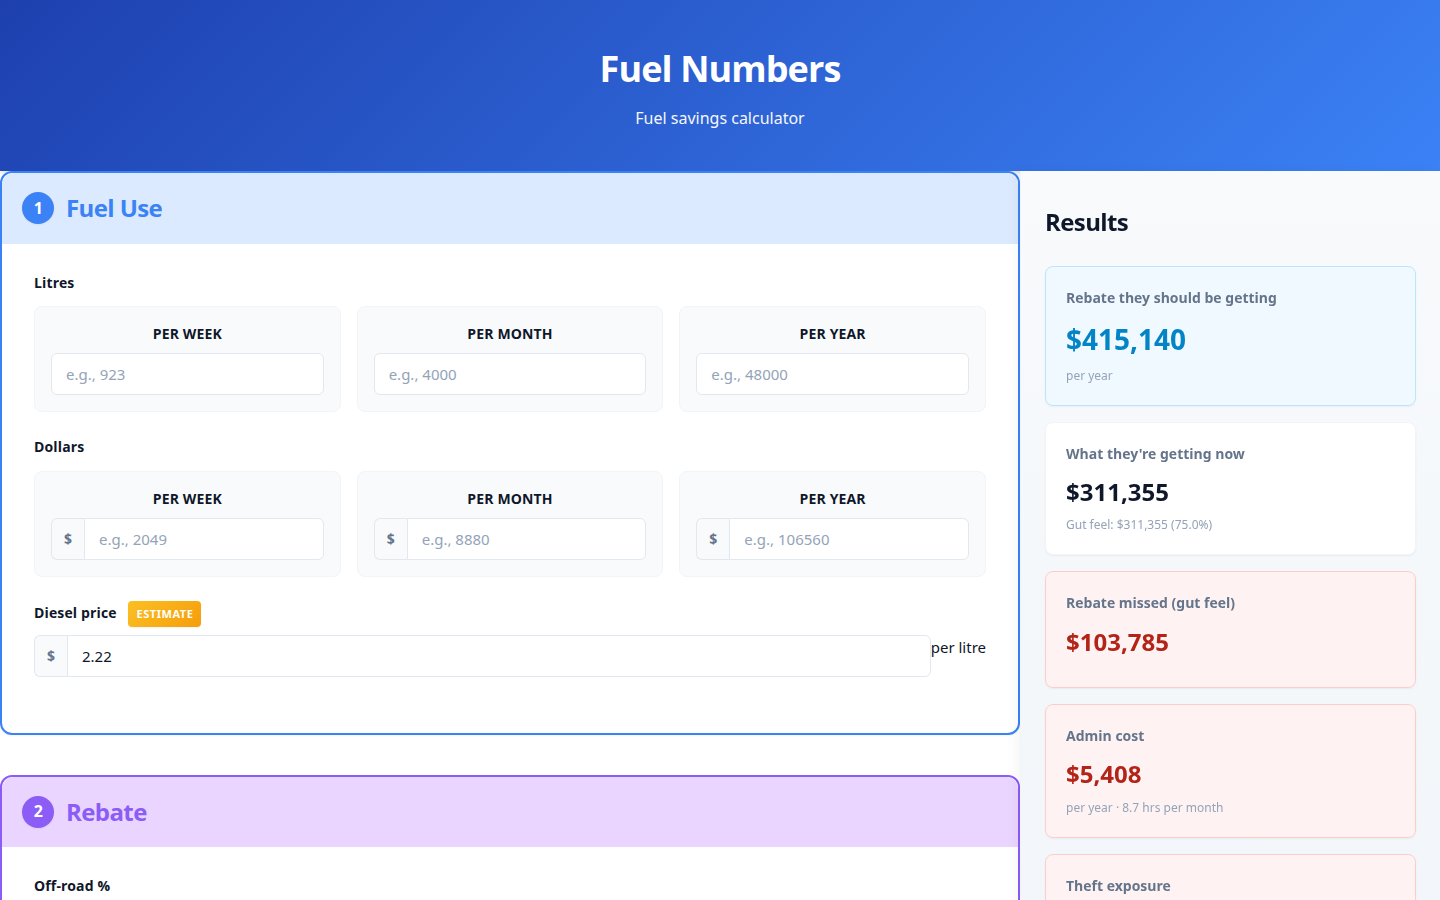 Fuel Numbers
Fuel savings calculator
1 Fuel Use
Litres
PER WEEK
e.g., 923
PER MONTH
e.g., 4000
PER YEAR
e.g., 48000
Dollars
PER WEEK
$ e.g., 2049
PER MONTH
$ e.g., 8880
PER YEAR
$ e.g., 106560
Diesel price ESTIMATE
$ 2.22 per litre
2 Rebate
Off-road %
Results
Rebate they should be getting
$415,140
per year
What they're getting now
$311,355
Gut feel: $311,355 (75.0%)
Rebate missed (gut feel)
$103,785
Admin cost
$5,408
per year · 8.7 hrs per month
Theft exposure